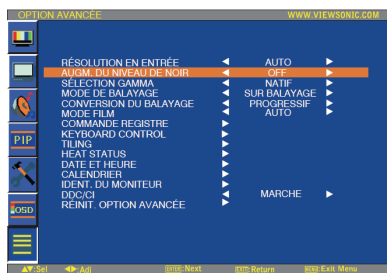 OPTION AVANCÉE WWW.VIEWSONIC.COM
RÉSOLUTION EN ENTRÉE AUTO
AUGM. DU NIVEAU DE NOIR OFF
SÉLECTION GAMMA NATIF
MODE DE BALAYAGE SUR BALAYAGE
CONVERSION DU BALAYAGE PROGRESSIF
MODE FILM AUTO
COMMANDE REGISTRE
KEYBOARD CONTROL
PIP
TILING
HEAT STATUS
DATE ET HEURE
CALENDRIER
IDENT. DU MONITEUR
DDC/CI MARCHE
OSD
RÉINIT. OPTION AVANCÉE
▲▼:Sel ◄►:Adj ENTER:Next EXIT:Return MENU:Exit Menu